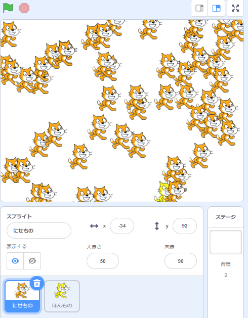 スプライト
ステージ
にせもの
x -34
y 92
表示する
大きさ
向き
50
90
背景
2
にせもの
ほんもの